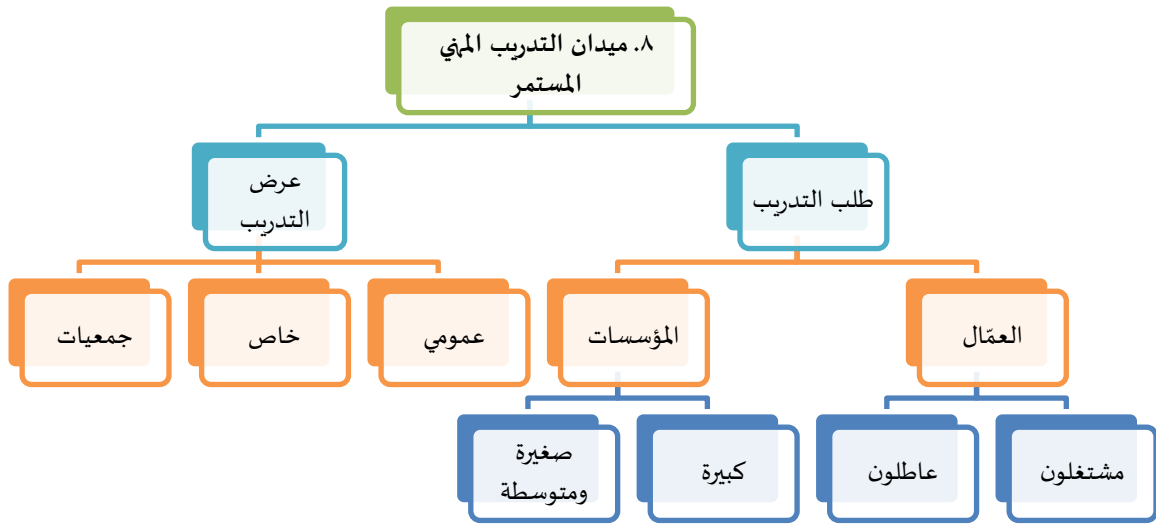 ٨. ميدان التدريب المهني
المستمر
طلب التدريب
عرض
التدريب
العمّال
المؤسسات
عمومي
خاص
جمعيات
مشتغلون
عاطلون
كبيرة
صغيرة
ومتوسطة